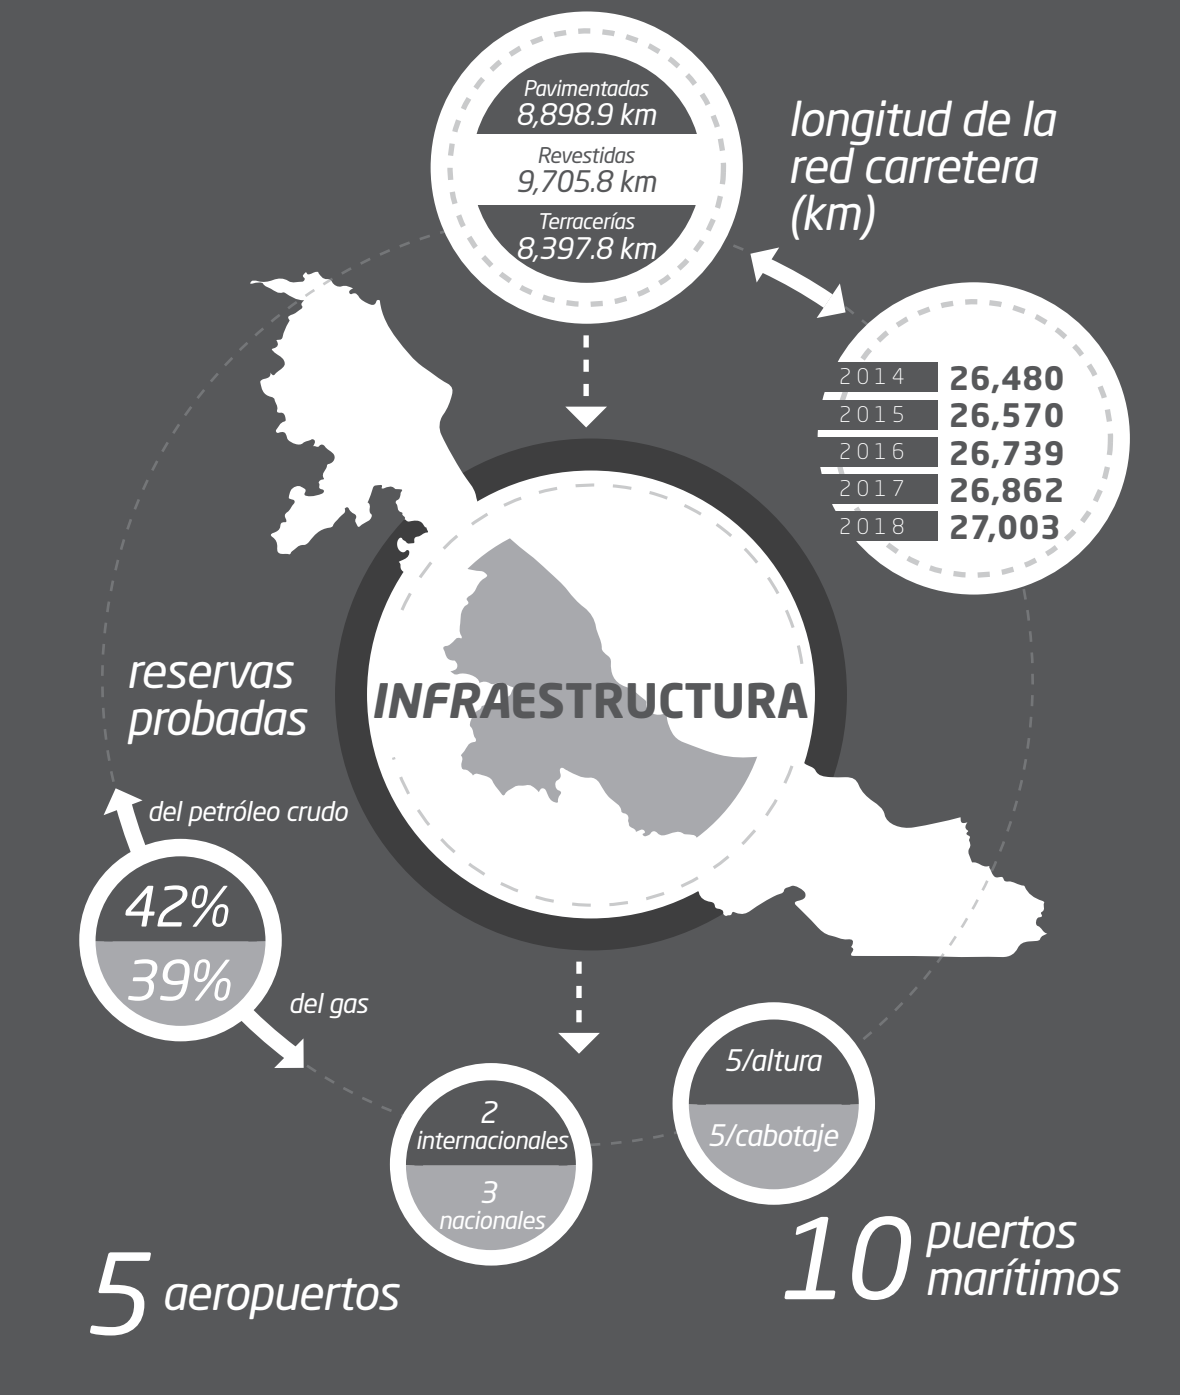 Pavimentadas
8,898.9 km
Revestidas
9,705.8 km
Terracerías
8,397.8 km
longitud de la
red carretera
(km)
2014 26,480
2015 26,570
2016 26,739
2017 26,862
2018 27,003
INFRAESTRUCTURA
reservas
probadas
del petróleo crudo
42%
39%
del gas
2
internacionales
3
nacionales
5 aeropuertos
5/altura
5/cabotaje
10 puertos
marítimos